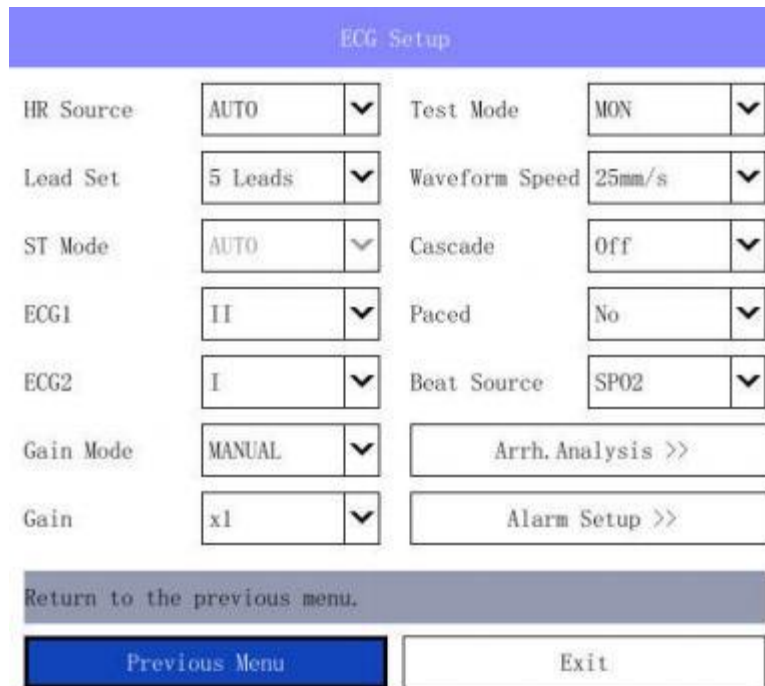 ECG Setup
HR Source AUTO Test Mode MON
Lead Set 5 Leads Waveform Speed 25mm/s
ST Mode AUTO Cascade Off
ECG1 II Paced No
ECG2 I Beat Source SPO2
Gain Mode MANUAL Arrh.Analysis >>
Gain x1 Alarm Setup >>
Return to the previous menu.
Previous Menu Exit